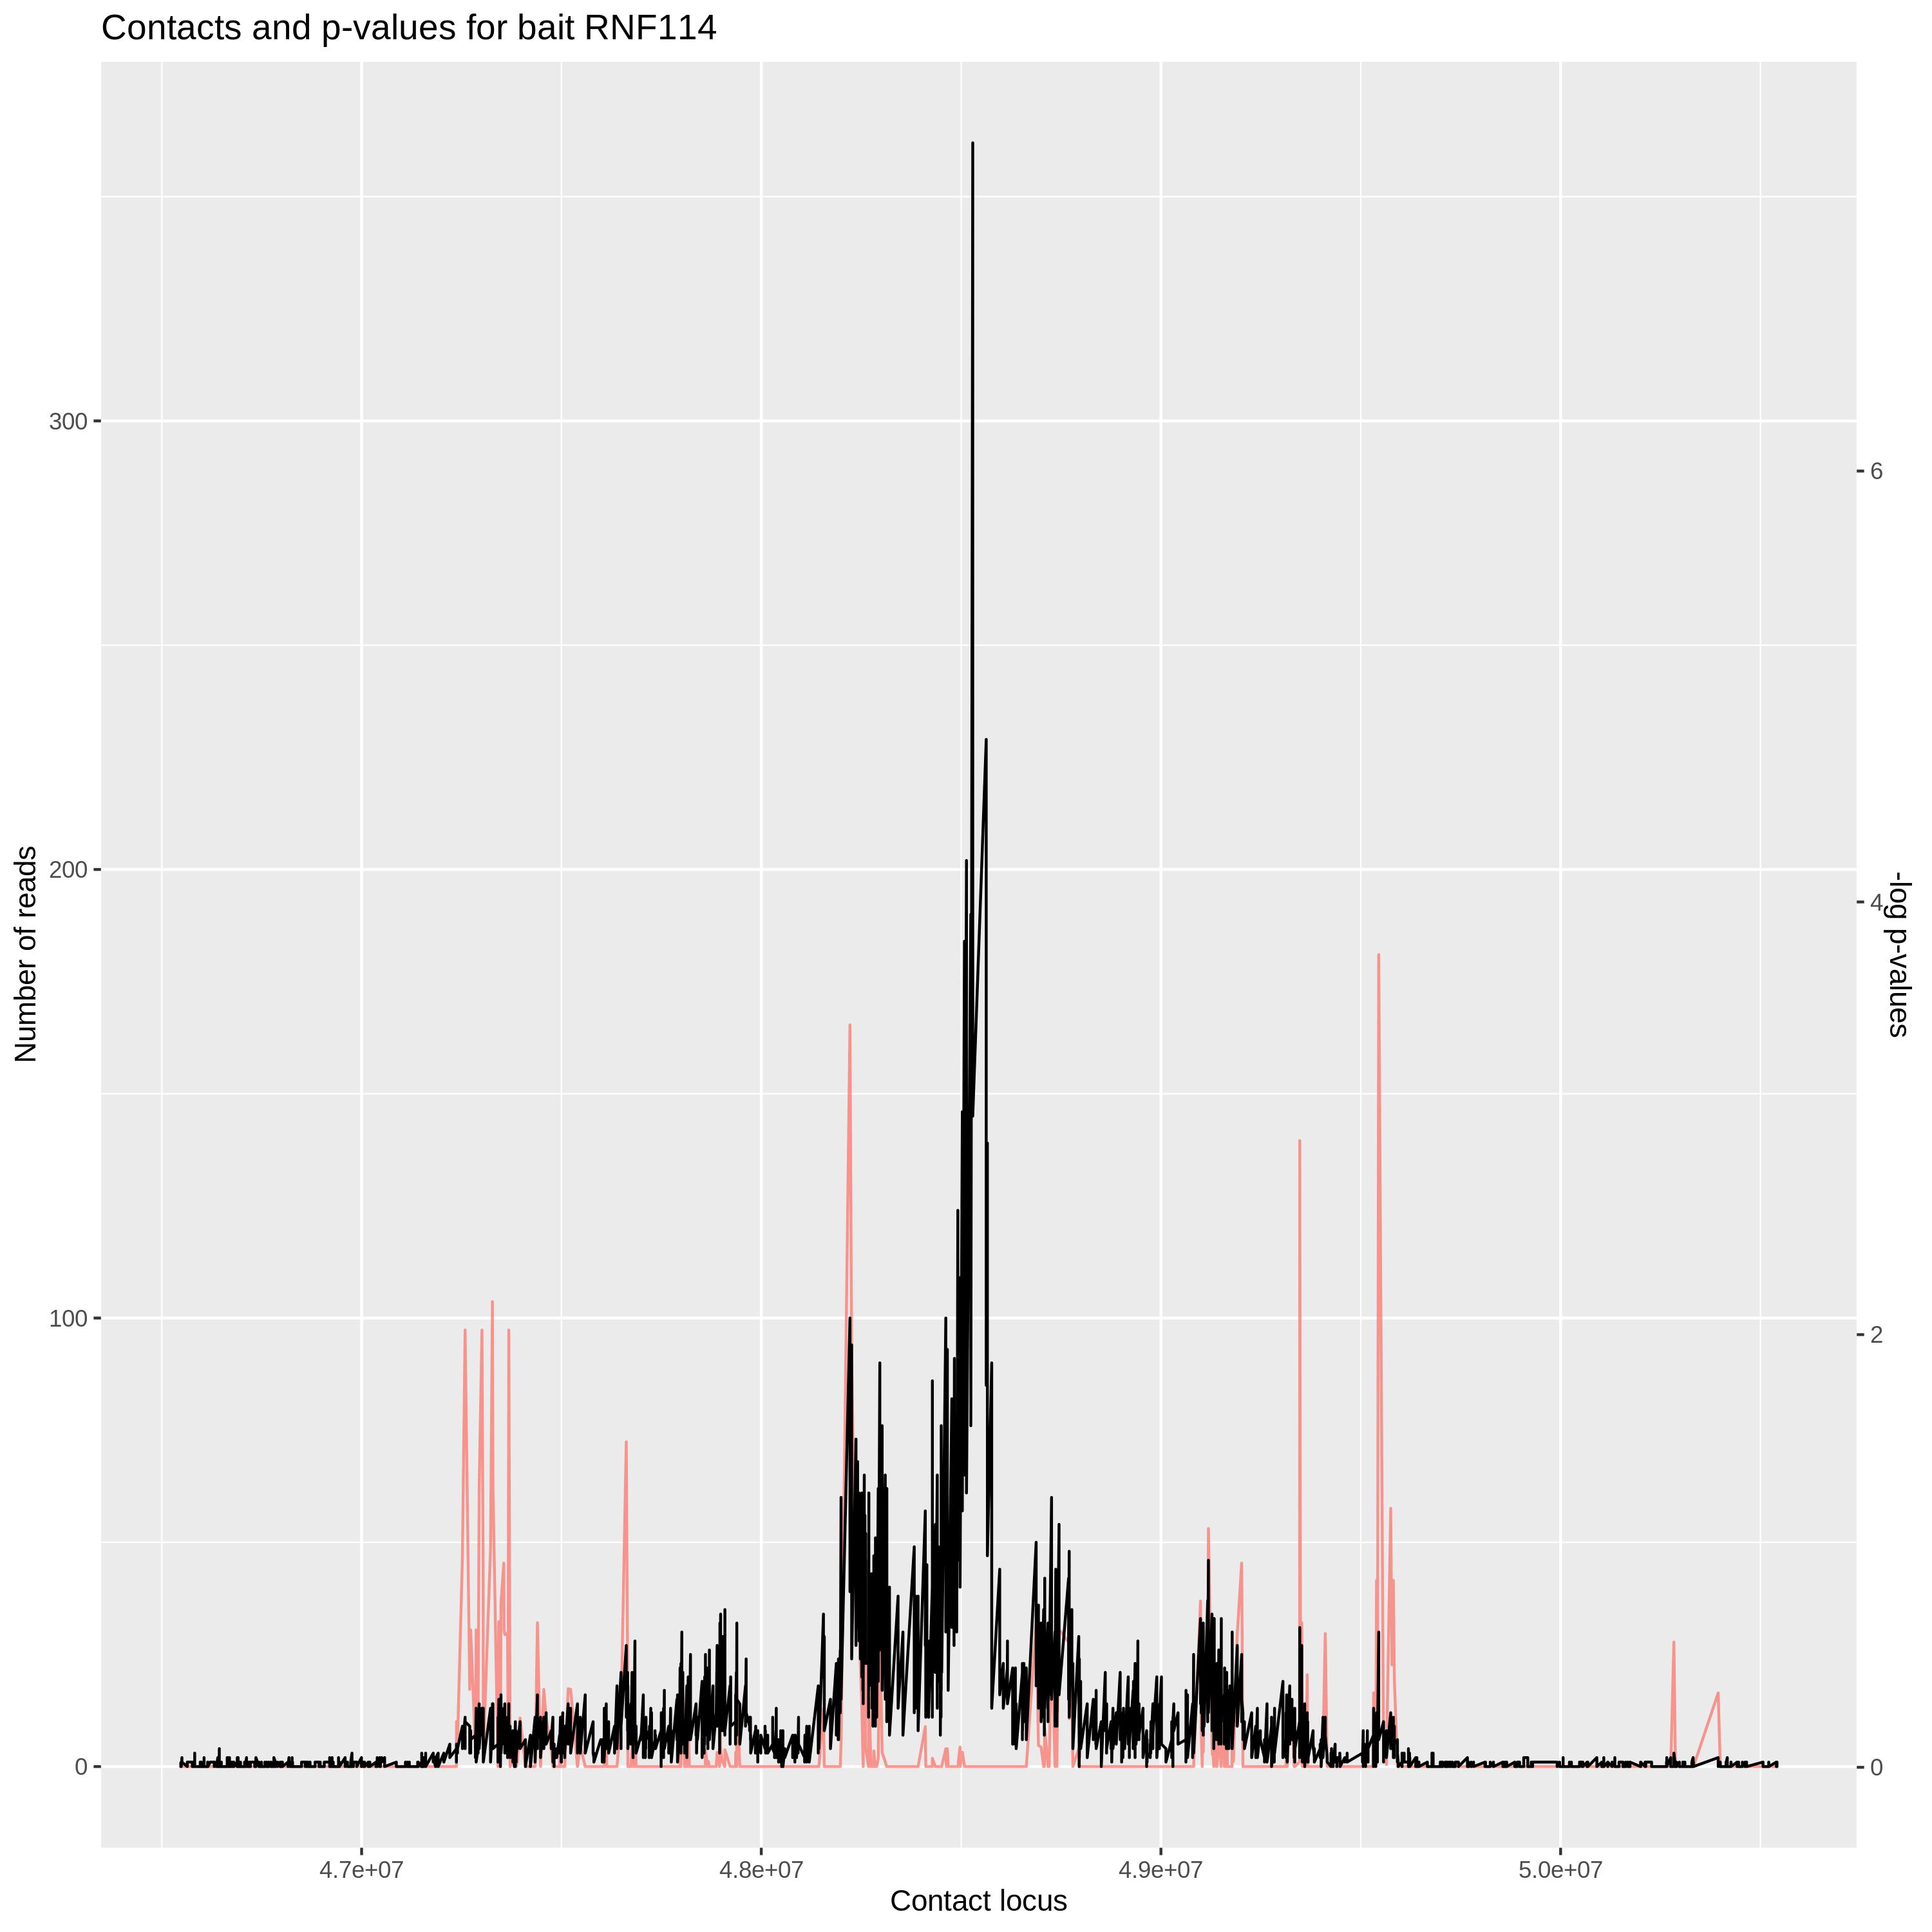 Contacts and p-values for bait RNF114
Number of reads
300
200
100
0
6
4
2
0
-log p-values
4.7e+07 4.8e+07 4.9e+07 5.0e+07
Contact locus